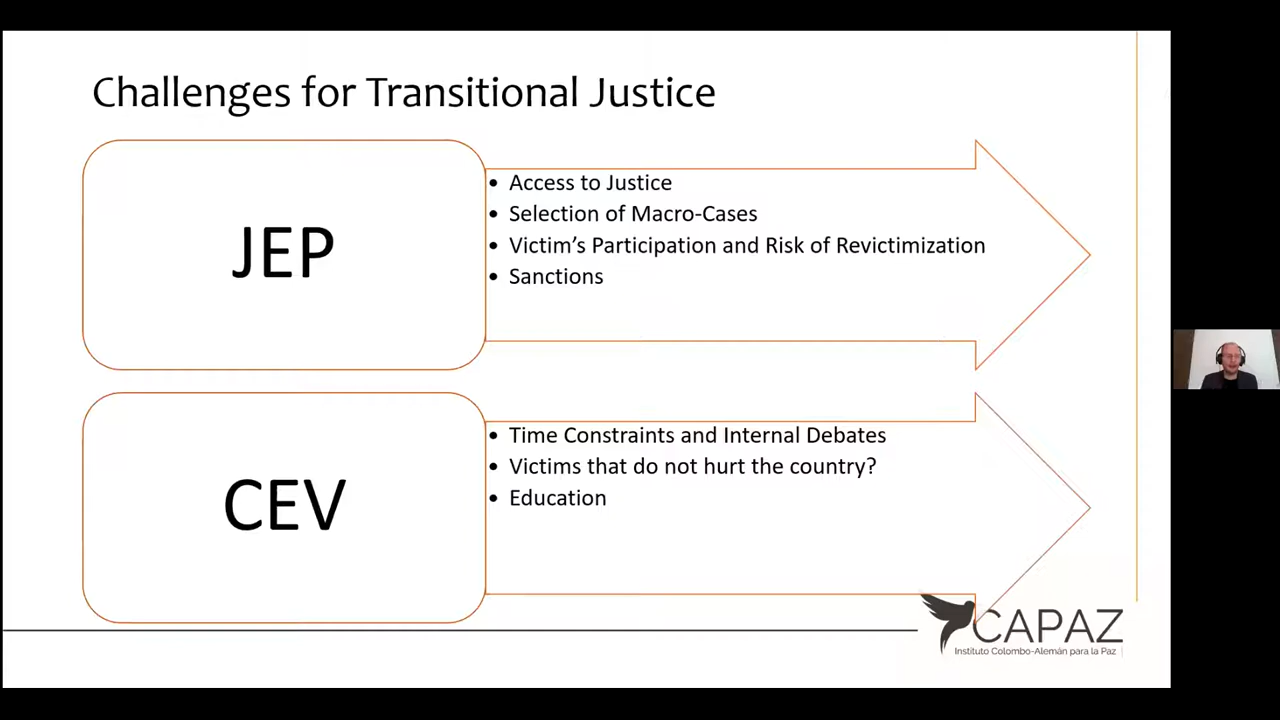 Challenges for Transitional Justice
JEP
• Access to Justice
• Selection of Macro-Cases
• Victim’s Participation and Risk of Revictimization
• Sanctions
CEV
• Time Constraints and Internal Debates
• Victims that do not hurt the country?
• Education
CAPAZ
Instituto Colombo-Alemán para la Paz